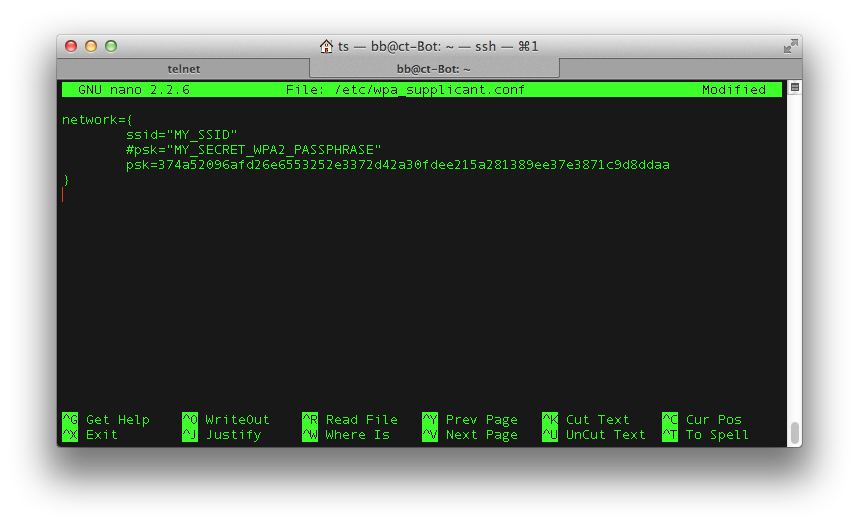 ts — bb@ct-Bot: ~ — ssh — ⌘1
telnet bb@ct-Bot: ~
GNU nano 2.2.6 File: /etc/wpa_supplicant.conf Modified
network={
ssid="MY_SSID"
#psk="MY_SECRET_WPA2_PASSPHRASE"
psk=374a52096afd26e6553252e3372d42a30fdee215a281389ee37e3871c9d8ddaa
}
^G Get Help ^O WriteOut ^R Read File ^Y Prev Page ^K Cut Text ^C Cur Pos
^X Exit ^J Justify ^W Where Is ^V Next Page ^U UnCut Text ^T To Spell